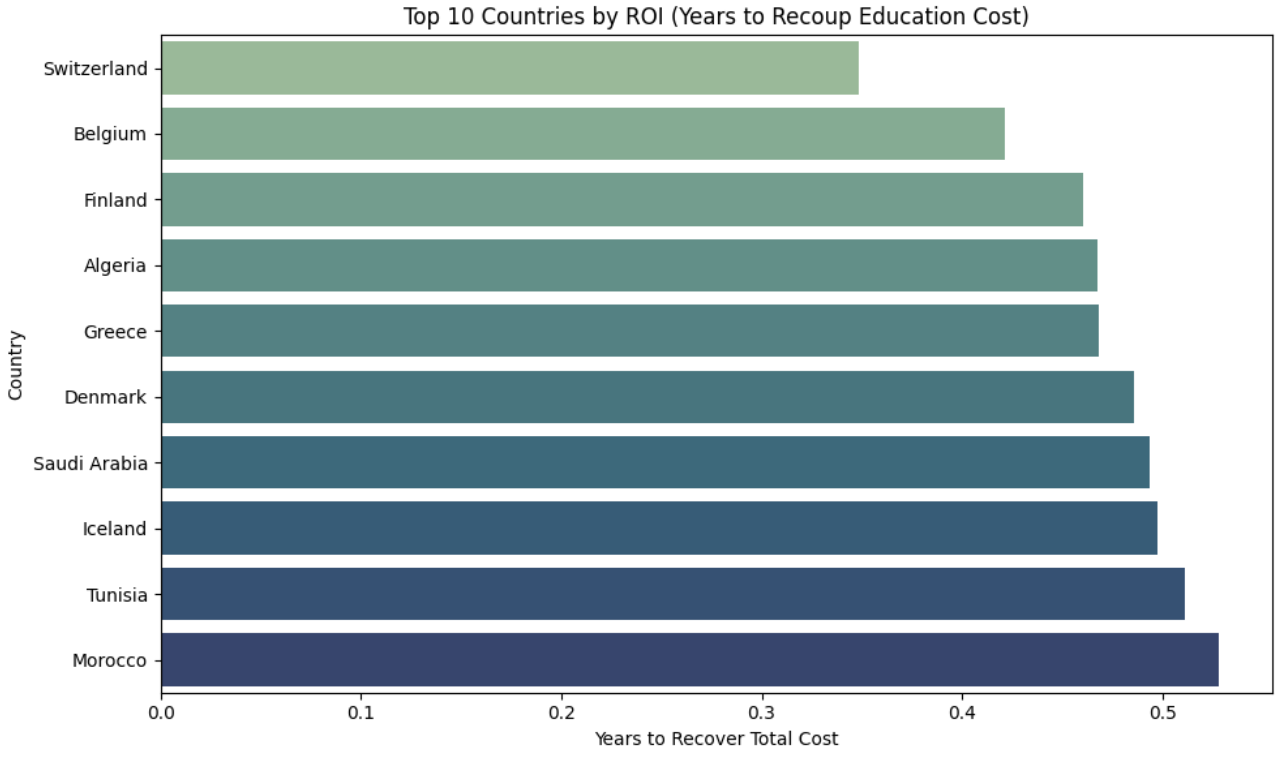 Top 10 Countries by ROI (Years to Recoup Education Cost)
Country
Switzerland
Belgium
Finland
Algeria
Greece
Denmark
Saudi Arabia
Iceland
Tunisia
Morocco
0.0 0.1 0.2 0.3 0.4 0.5
Years to Recover Total Cost